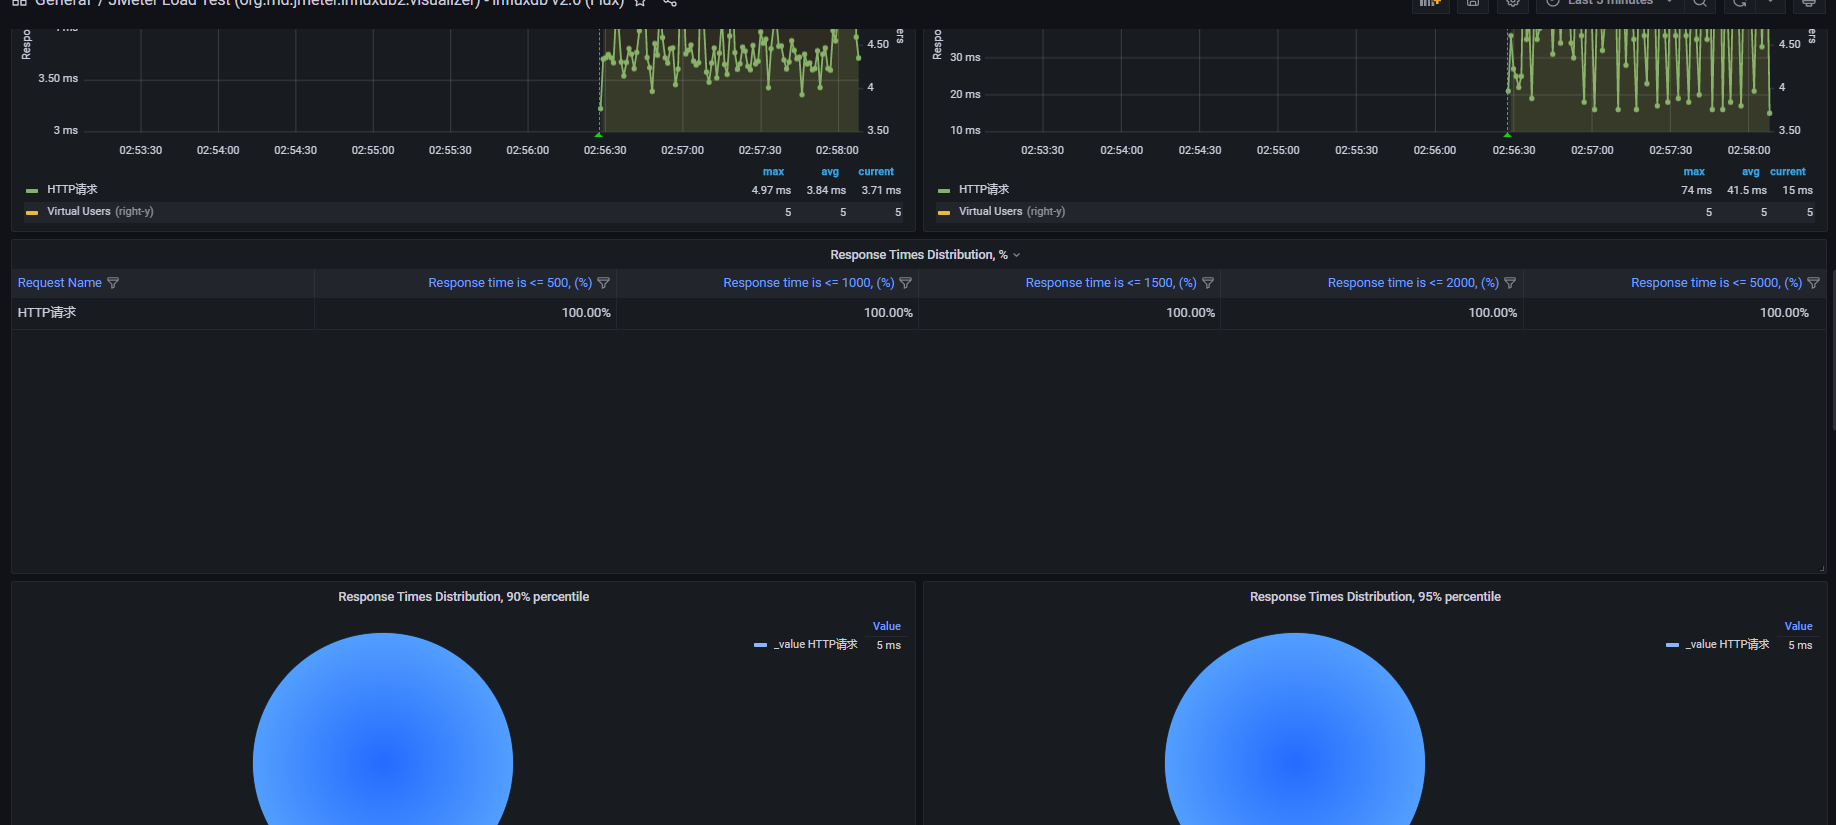 General / JMeter Load Test (org.md.jmeter.influxdb2.visualizer) - influxdb v2.0 (Flux)
Last 5 minutes
Respo
3.50 ms
3 ms
4.50
4
3.50
ers
02:53:30 02:54:00 02:54:30 02:55:00 02:55:30 02:56:00 02:56:30 02:57:00 02:57:30 02:58:00
max avg current
HTTP请求 4.97 ms 3.84 ms 3.71 ms
Virtual Users (right-y) 5 5 5
Respo
30 ms
20 ms
10 ms
4.50
4
3.50
ers
02:53:30 02:54:00 02:54:30 02:55:00 02:55:30 02:56:00 02:56:30 02:57:00 02:57:30 02:58:00
max avg current
HTTP请求 74 ms 41.5 ms 15 ms
Virtual Users (right-y) 5 5 5
Response Times Distribution, %
Request Name Response time is <= 500, (%) Response time is <= 1000, (%) Response time is <= 1500, (%) Response time is <= 2000, (%) Response time is <= 5000, (%)
HTTP请求 100.00% 100.00% 100.00% 100.00% 100.00%
Response Times Distribution, 90% percentile
Value
_value HTTP请求 5 ms
Response Times Distribution, 95% percentile
Value
_value HTTP请求 5 ms